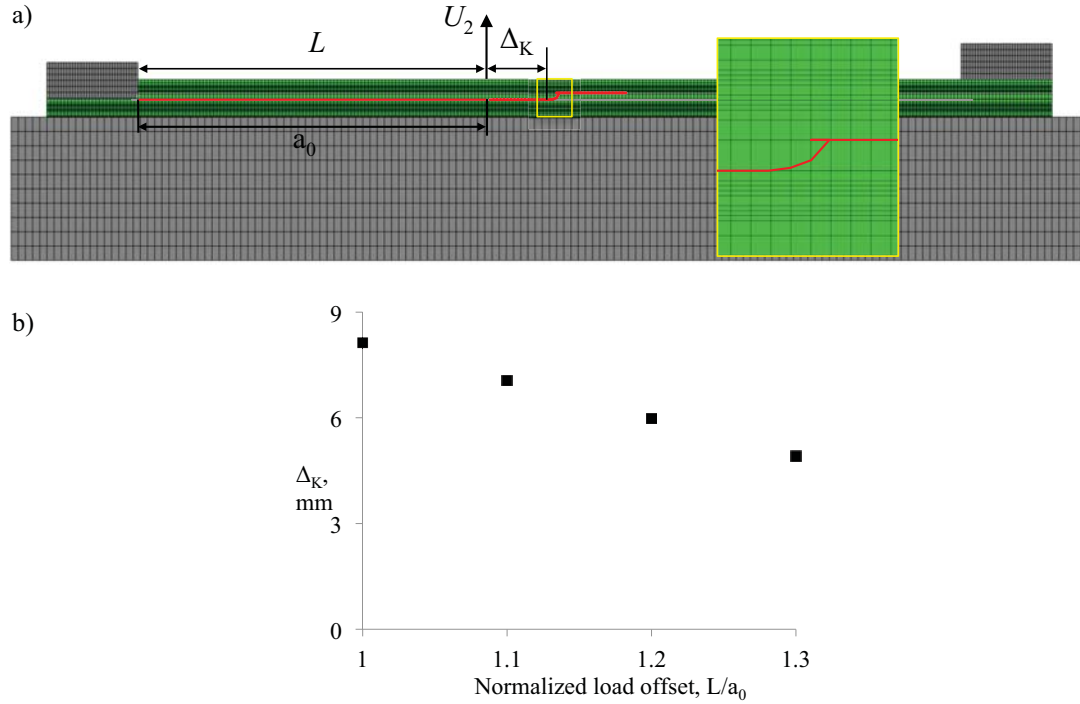 a)
U2
L
ΔK
a0
b)
9
6
ΔK,
mm
3
0
1
1.1
1.2
1.3
Normalized load offset, L/a0